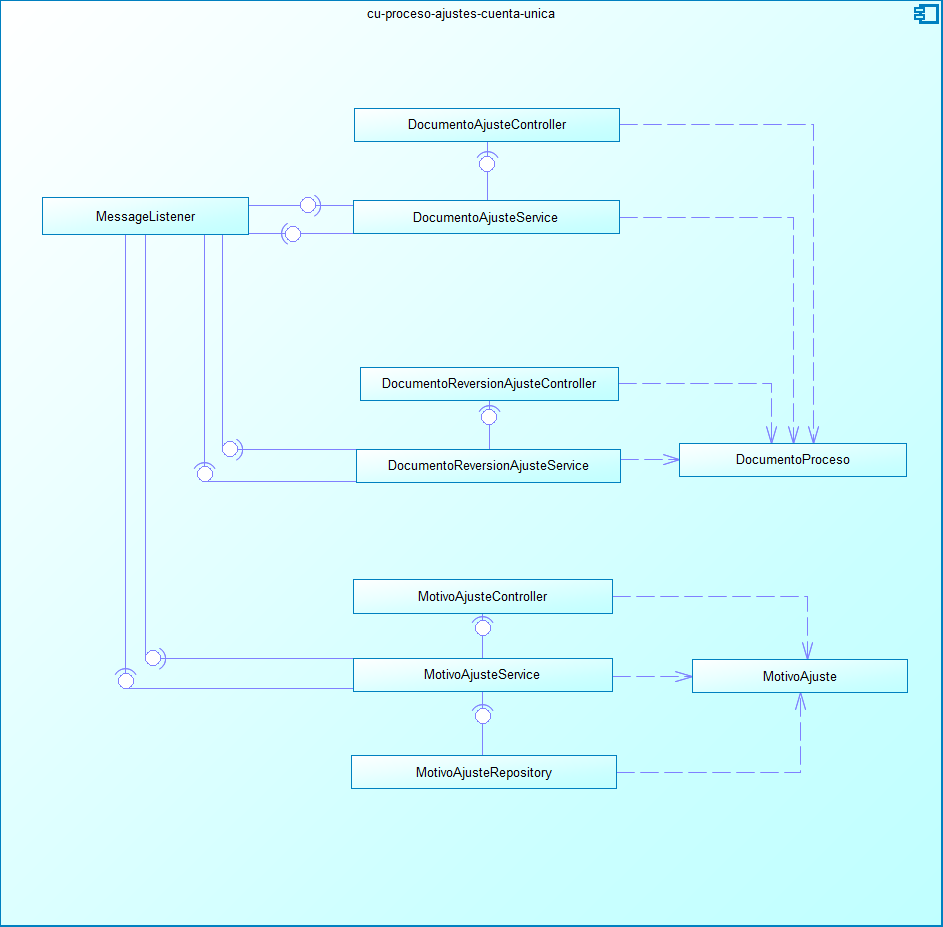 cu-proceso-ajustes-cuenta-unica
DocumentoAjusteController
MessageListener
DocumentoAjusteService
DocumentoReversionAjusteController
DocumentoReversionAjusteService
DocumentoProceso
MotivoAjusteController
MotivoAjusteService
MotivoAjuste
MotivoAjusteRepository